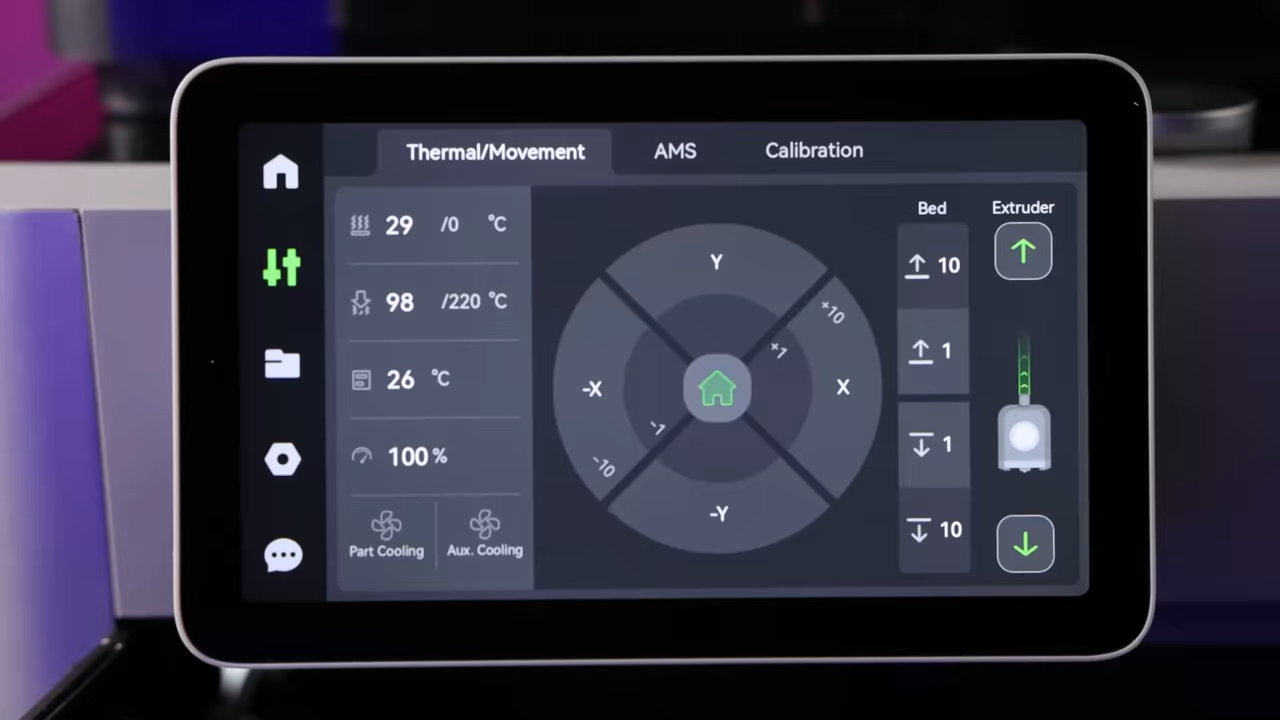 Thermal/Movement AMS Calibration
29 /0 °C
98 /220 °C
26 °C
100 %
Part Cooling Aux. Cooling
Y
+10
+1
-X
X
-1
-10
-Y
Bed
10
1
1
10
Extruder